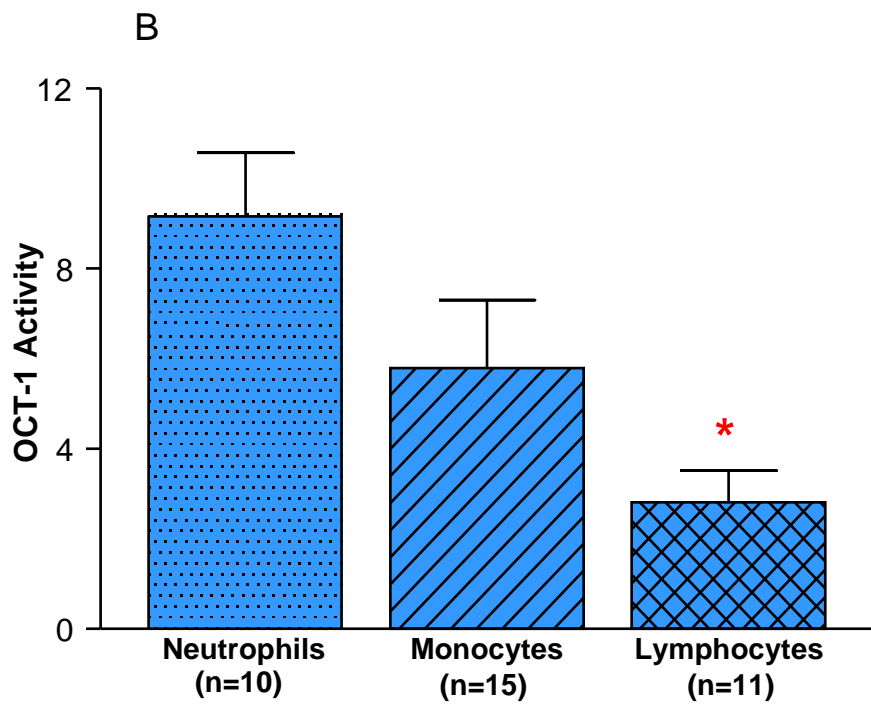 B
12
8
4
0
OCT-1 Activity
*
Neutrophils
(n=10)
Monocytes
(n=15)
Lymphocytes
(n=11)